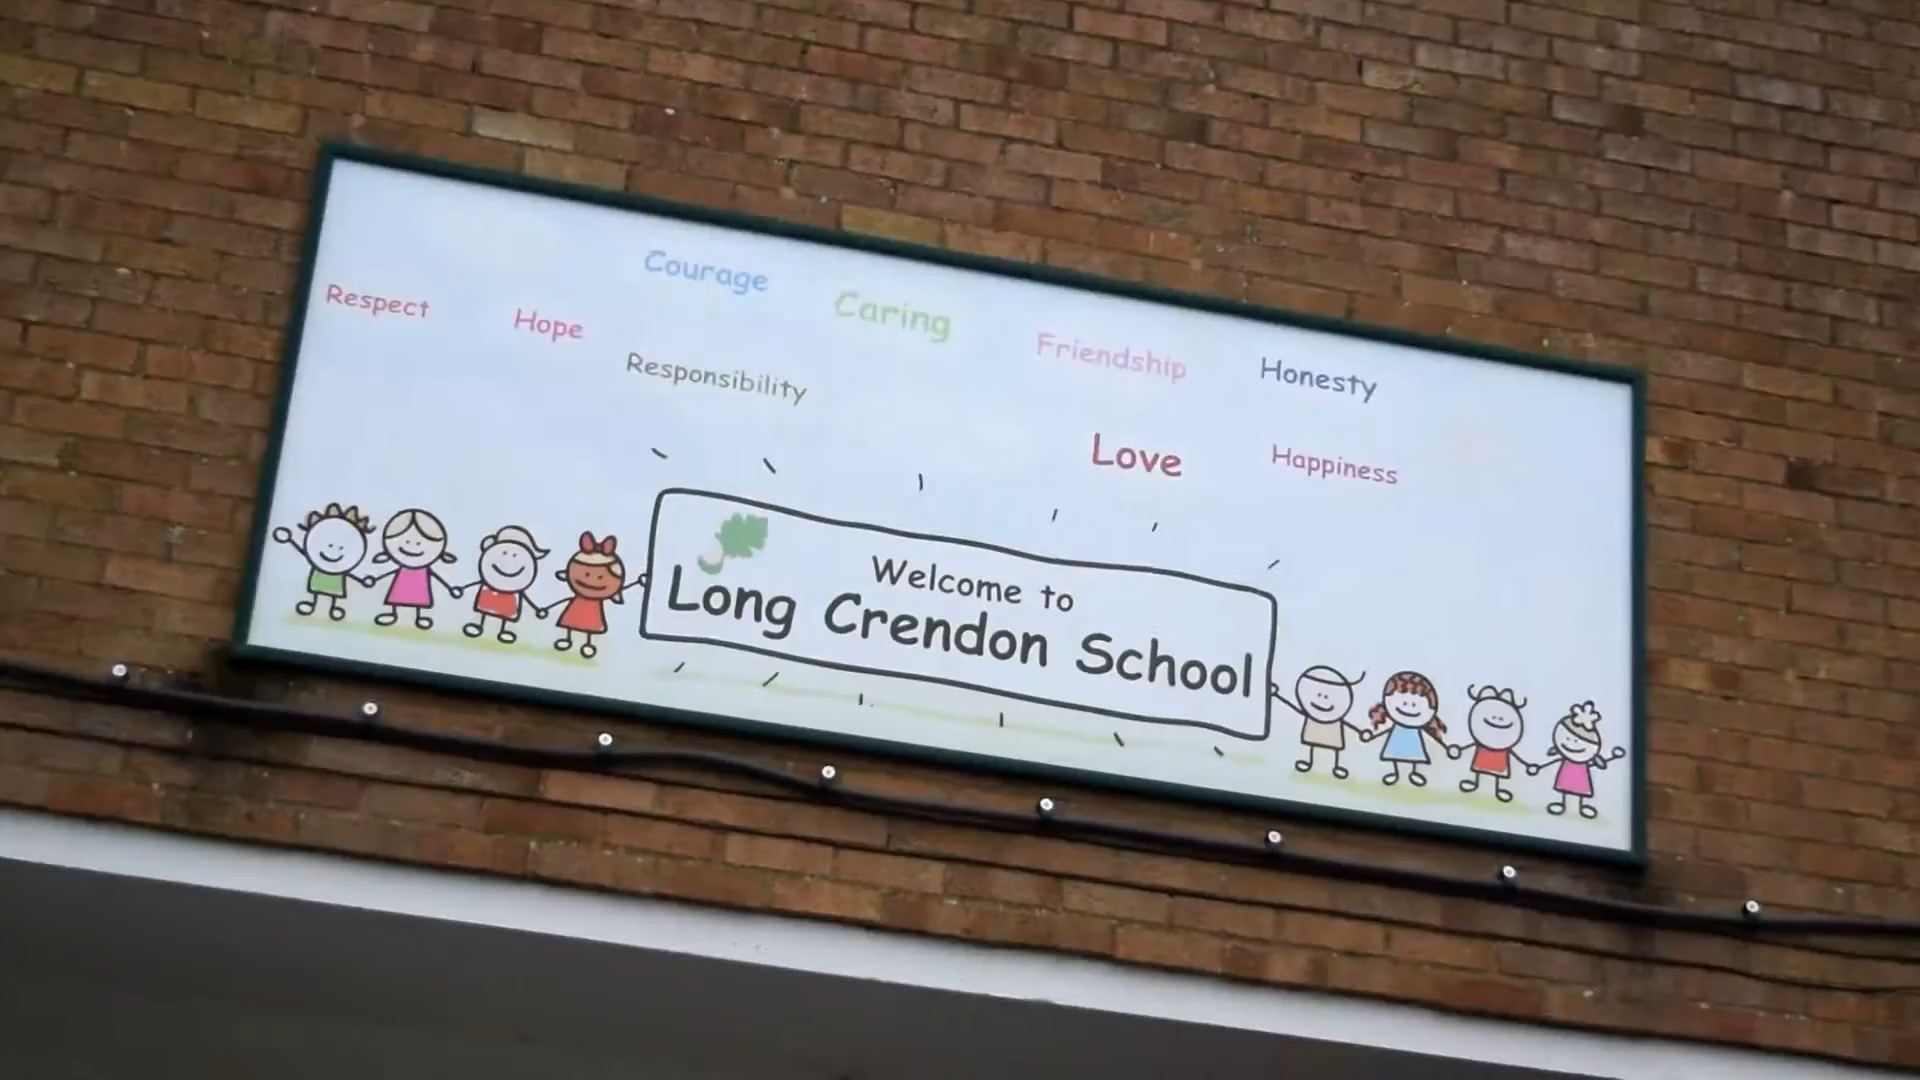 Courage
Caring
Respect
Hope
Friendship
Honesty
Responsibility
Love
Happiness
Welcome to
Long Crendon School